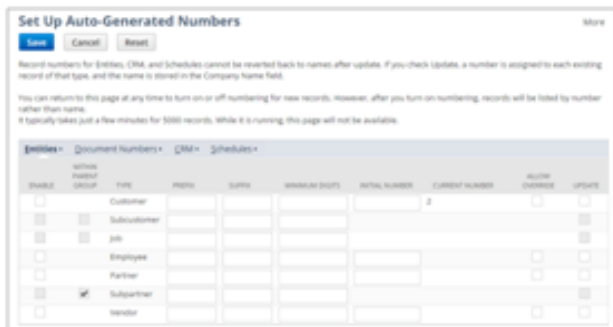 Set Up Auto-Generated Numbers
More
Save Cancel Reset
Record numbers for Entities, CRM, and Schedules cannot be reverted back to names after update. If you check Update, a number is assigned to each existing
record of that type, and the name is stored in the Company Name field.
You can return to this page at any time to turn on or off numbering for new records. However, after you turn on numbering, records will be listed by number
rather than name.
It typically takes just a few minutes for 5000 records. While it is running, this page will not be available.
Entities • Document Numbers • CRM • Schedules •
ENABLE WITHIN PARENT GROUP TYPE PREFIX SUFFIX MINIMUM DIGITS INITIAL NUMBER CURRENT NUMBER ALLOW OVERRIDE UPDATE
Customer 2
Subcustomer
Job
Employee
Partner
Subpartner
Vendor